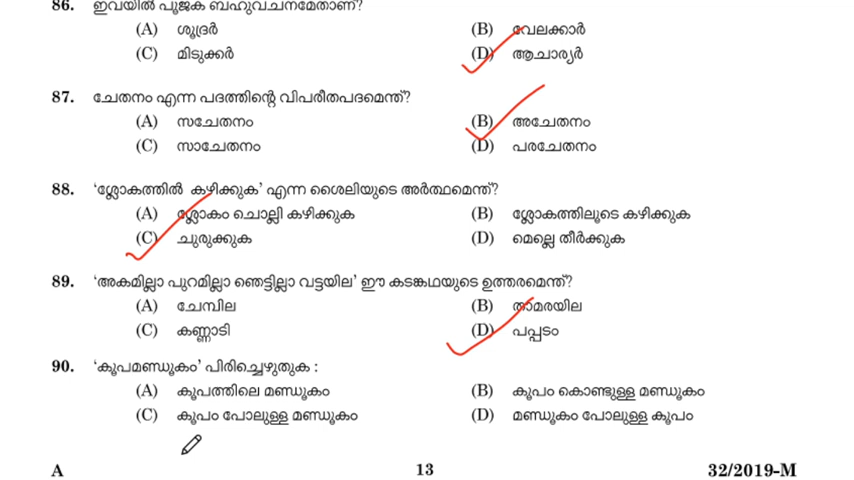 86. ഇവയിൽ പൂജക ബഹുവചനമേതാണ്?
(A) ശൂദ്രർ (B) വേലക്കാർ
(C) മിടുക്കർ (D) ആചാര്യർ
87. ചേതനം എന്ന പദത്തിന്റെ വിപരീതപദമെന്ത്?
(A) സചേതനം (B) അചേതനം
(C) സാചേതനം (D) പരചേതനം
88. ‘ശ്ലോകത്തിൽ കഴിക്കുക’ എന്ന ശൈലിയുടെ അർത്ഥമെന്ത്?
(A) ശ്ലോകം ചൊല്ലി കഴിക്കുക (B) ശ്ലോകത്തിലൂടെ കഴിക്കുക
(C) ചുരുക്കുക (D) മെല്ലെ തീർക്കുക
89. ‘അകമില്ലാ പുറമില്ലാ ഞെട്ടില്ലാ വട്ടയില’ ഈ കടങ്കഥയുടെ ഉത്തരമെന്ത്?
(A) ചേമ്പില (B) താമരയില
(C) കണ്ണാടി (D) പപ്പടം
90. ‘കൂപമണ്ഡൂകം’ പിരിച്ചെഴുതുക :
(A) കൂപത്തിലെ മണ്ഡൂകം (B) കൂപം കൊണ്ടുള്ള മണ്ഡൂകം
(C) കൂപം പോലുള്ള മണ്ഡൂകം (D) മണ്ഡൂകം പോലുള്ള കൂപം
A 13 32/2019-M